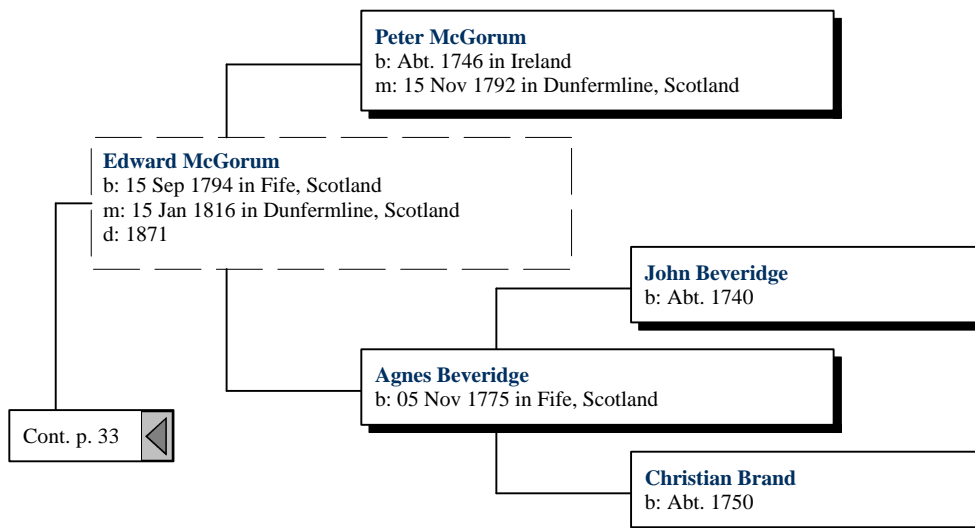 Peter McGorum
b: Abt. 1746 in Ireland
m: 15 Nov 1792 in Dunfermline, Scotland
Edward McGorum
b: 15 Sep 1794 in Fife, Scotland
m: 15 Jan 1816 in Dunfermline, Scotland
d: 1871
John Beveridge
b: Abt. 1740
Agnes Beveridge
b: 05 Nov 1775 in Fife, Scotland
Cont. p. 33
Christian Brand
b: Abt. 1750